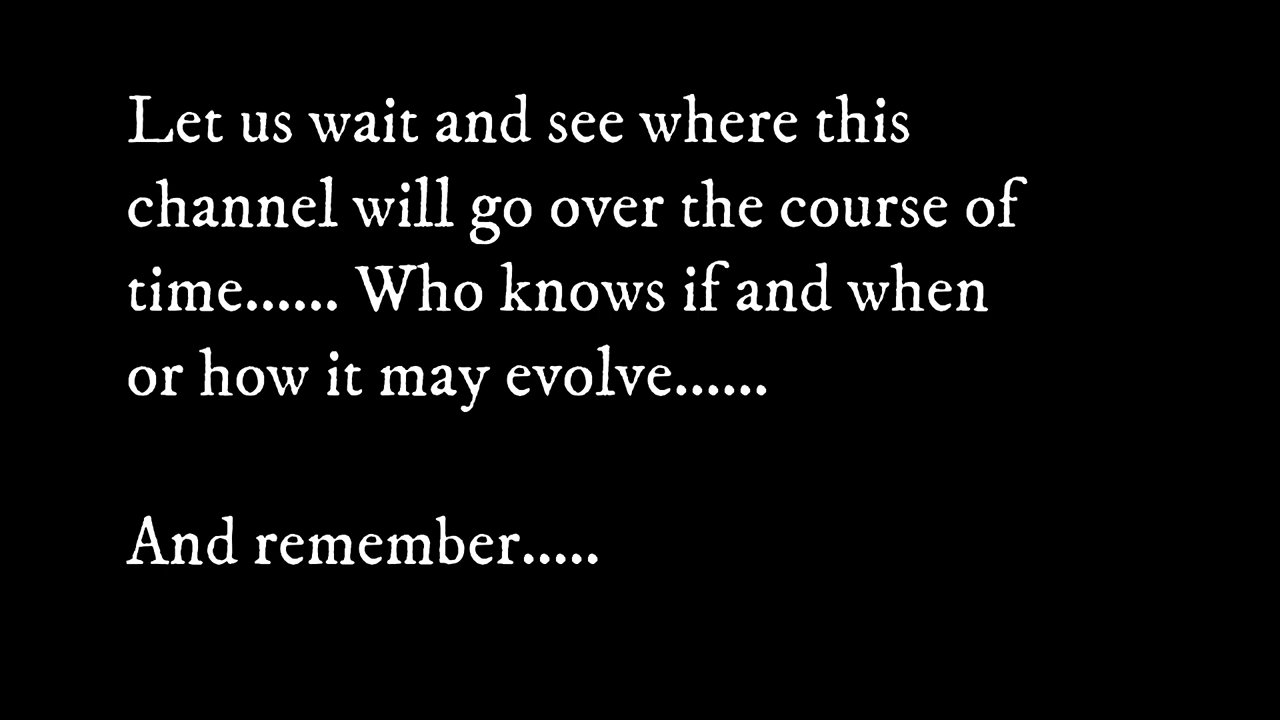 Let us wait and see where this
channel will go over the course of
time...... Who knows if and when
or how it may evolve......
And remember.....